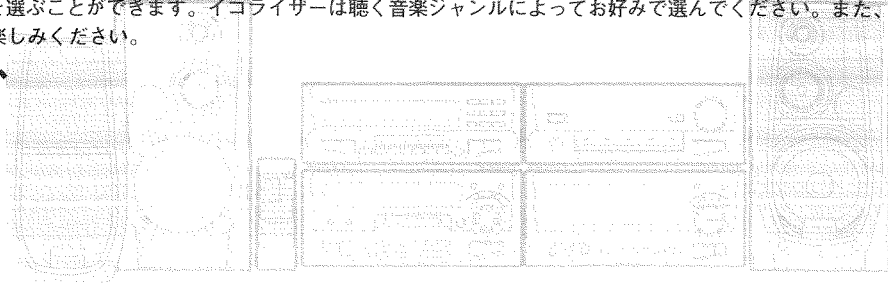 を選ぶことができます。イコライザーは聴く音楽ジャンルによってお好みで選んでください。また、
楽しみください。